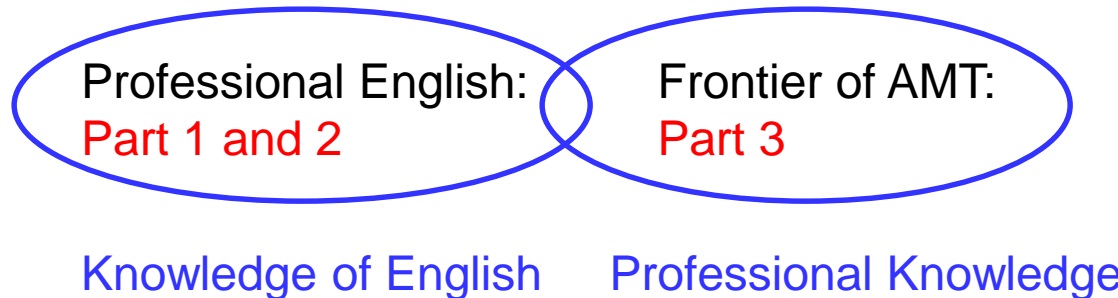 Professional English:
Part 1 and 2
Frontier of AMT:
Part 3
Knowledge of English
Professional Knowledge